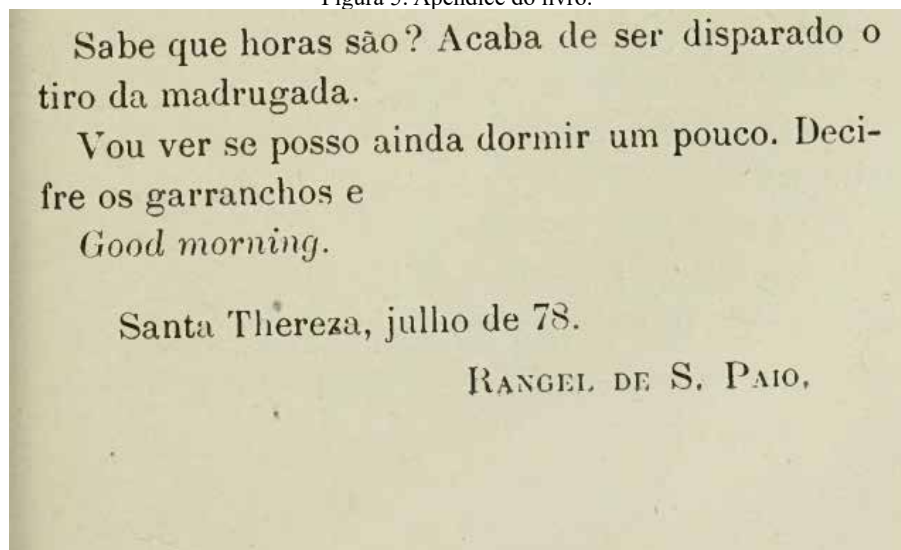 Figura 5. Apêndice do livro.
Sabe que horas são? Acaba de ser disparado o
tiro da madrugada.
Vou ver se posso ainda dormir um pouco. Deci-
fre os garranchos e
Good morning.
Santa Thereza, julho de 78.
RANGEL DE S. PAIO.